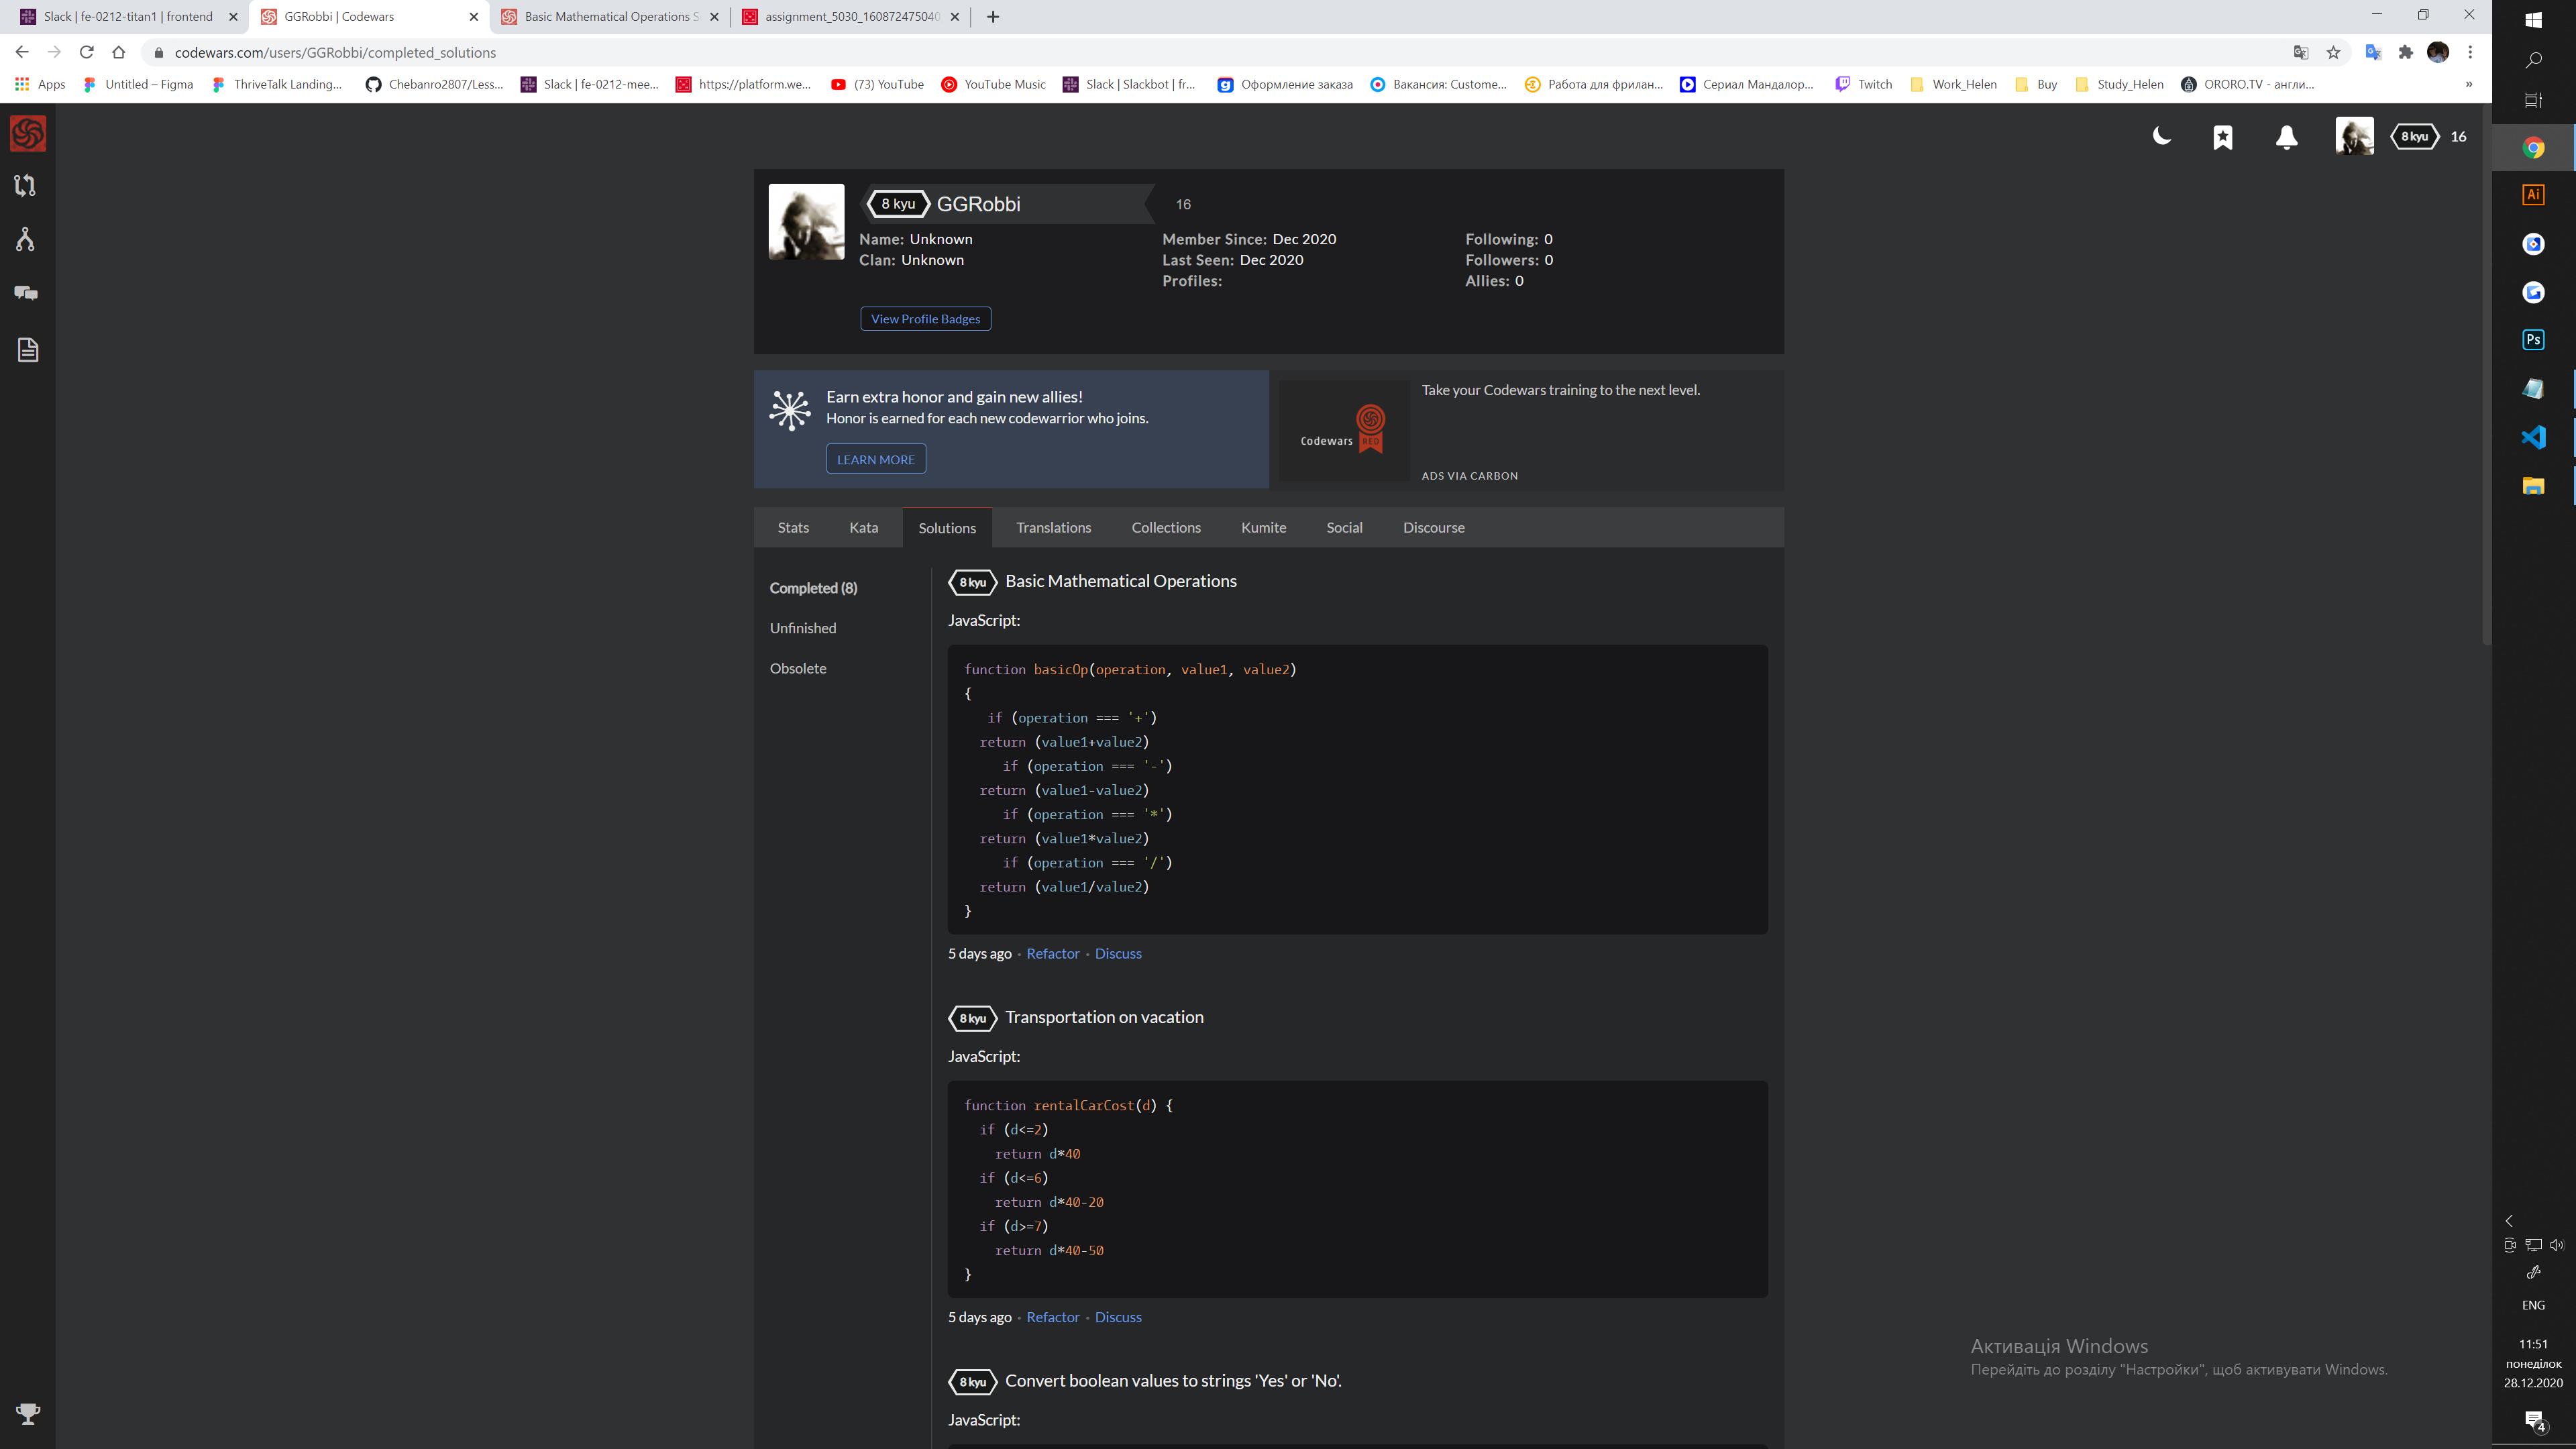 Slack | fe-0212-titan1 | frontend
GGRobbi | Codewars
Basic Mathematical Operations S
assignment_5030_160872475040
codewars.com/users/GGRobbi/completed_solutions
Apps
Untitled – Figma
ThriveTalk Landing...
Chebanro2807/Less...
Slack | fe-0212-mee...
https://platform.we...
(73) YouTube
YouTube Music
Slack | Slackbot | fr...
Оформление заказа
Вакансия: Custome...
Работа для фрилан...
Сериал Мандалор...
Twitch
Work_Helen
Buy
Study_Helen
ORORO.TV - англи...
»
8 kyu 16
8 kyu GGRobbi 16
Name: Unknown
Clan: Unknown
Member Since: Dec 2020
Last Seen: Dec 2020
Profiles:
Following: 0
Followers: 0
Allies: 0
View Profile Badges
Earn extra honor and gain new allies!
Honor is earned for each new codewarrior who joins.
LEARN MORE
Codewars
RED
Take your Codewars training to the next level.
ADS VIA CARBON
Stats Kata Solutions Translations Collections Kumite Social Discourse
Completed (8)
Unfinished
Obsolete
8 kyu Basic Mathematical Operations
JavaScript:
function basicOp(operation, value1, value2)
{
if (operation === '+')
return (value1+value2)
if (operation === '-')
return (value1-value2)
if (operation === '*')
return (value1*value2)
if (operation === '/')
return (value1/value2)
}
5 days ago · Refactor · Discuss
8 kyu Transportation on vacation
JavaScript:
function rentalCarCost(d) {
if (d<=2)
return d*40
if (d<=6)
return d*40-20
if (d>=7)
return d*40-50
}
5 days ago · Refactor · Discuss
8 kyu Convert boolean values to strings 'Yes' or 'No'.
JavaScript:
Активація Windows
Перейдіть до розділу "Настройки", щоб активувати Windows.
Ai
Ps
ENG
11:51
понеділок
28.12.2020
4